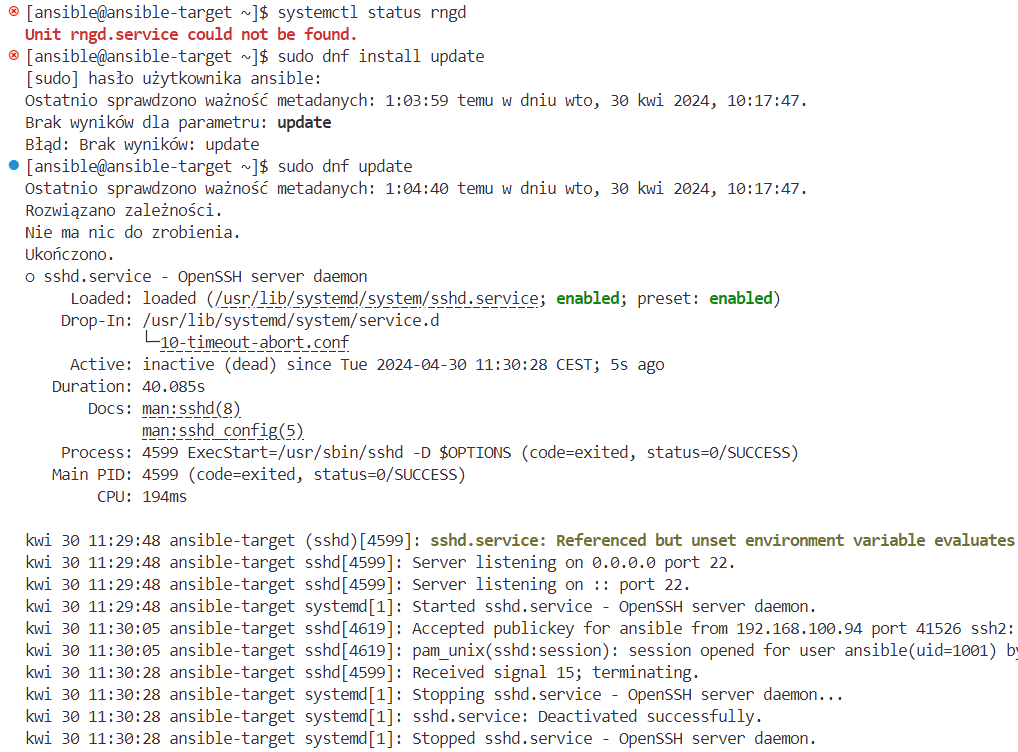 [ansible@ansible-target ~]$ systemctl status rngd
Unit rngd.service could not be found.
[ansible@ansible-target ~]$ sudo dnf install update
[sudo] hasło użytkownika ansible:
Ostatnio sprawdzono ważność metadanych: 1:03:59 temu w dniu wto, 30 kwi 2024, 10:17:47.
Brak wyników dla parametru: update
Błąd: Brak wyników: update
[ansible@ansible-target ~]$ sudo dnf update
Ostatnio sprawdzono ważność metadanych: 1:04:40 temu w dniu wto, 30 kwi 2024, 10:17:47.
Rozwiązano zależności.
Nie ma nic do zrobienia.
Ukończono.
○ sshd.service - OpenSSH server daemon
Loaded: loaded (/usr/lib/systemd/system/sshd.service; enabled; preset: enabled)
Drop-In: /usr/lib/systemd/system/service.d
└─10-timeout-abort.conf
Active: inactive (dead) since Tue 2024-04-30 11:30:28 CEST; 5s ago
Duration: 40.085s
Docs: man:sshd(8)
man:sshd_config(5)
Process: 4599 ExecStart=/usr/sbin/sshd -D $OPTIONS (code=exited, status=0/SUCCESS)
Main PID: 4599 (code=exited, status=0/SUCCESS)
CPU: 194ms
kwi 30 11:29:48 ansible-target (sshd)[4599]: sshd.service: Referenced but unset environment variable evaluates
kwi 30 11:29:48 ansible-target sshd[4599]: Server listening on 0.0.0.0 port 22.
kwi 30 11:29:48 ansible-target sshd[4599]: Server listening on :: port 22.
kwi 30 11:29:48 ansible-target systemd[1]: Started sshd.service - OpenSSH server daemon.
kwi 30 11:30:05 ansible-target sshd[4619]: Accepted publickey for ansible from 192.168.100.94 port 41526 ssh2:
kwi 30 11:30:05 ansible-target sshd[4619]: pam_unix(sshd:session): session opened for user ansible(uid=1001) by
kwi 30 11:30:28 ansible-target sshd[4599]: Received signal 15; terminating.
kwi 30 11:30:28 ansible-target systemd[1]: Stopping sshd.service - OpenSSH server daemon...
kwi 30 11:30:28 ansible-target systemd[1]: sshd.service: Deactivated successfully.
kwi 30 11:30:28 ansible-target systemd[1]: Stopped sshd.service - OpenSSH server daemon.